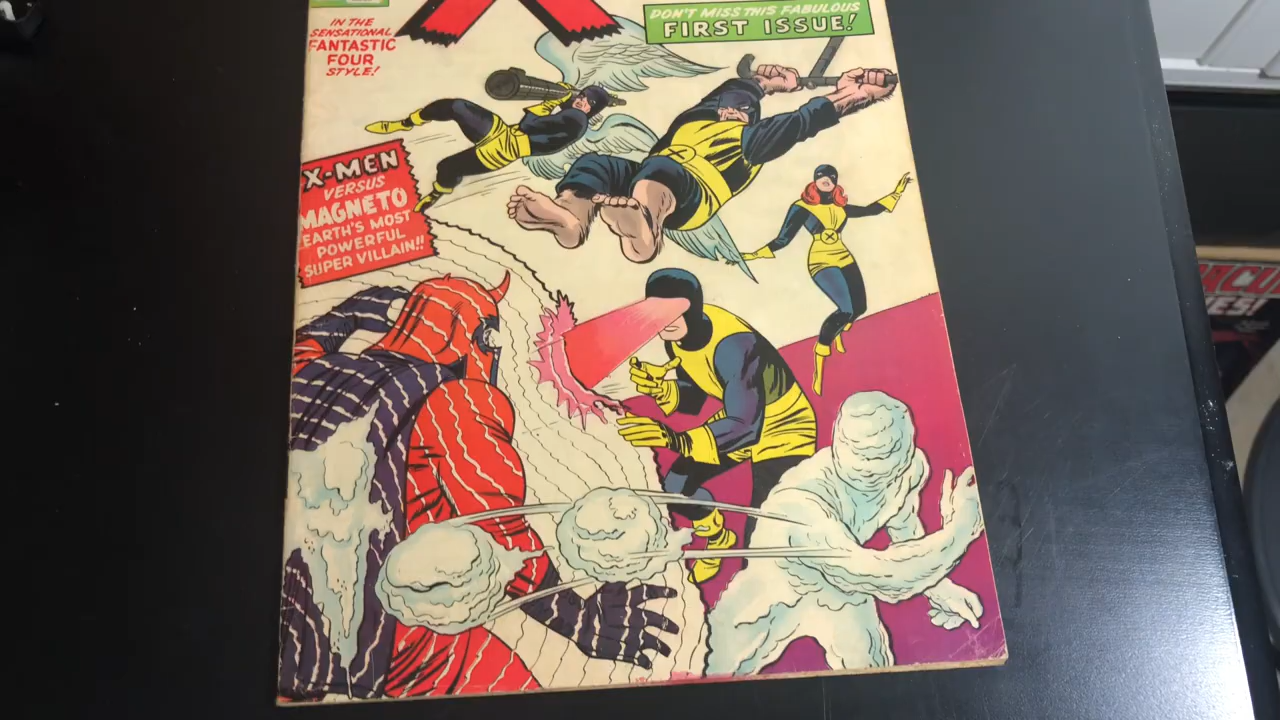 IN THE
SENSATIONAL
FANTASTIC
FOUR
STYLE!
X
DON'T MISS THIS FABULOUS
FIRST ISSUE!
X-MEN
VERSUS
MAGNETO
EARTH'S MOST
POWERFUL
SUPER VILLAIN!!
X
X